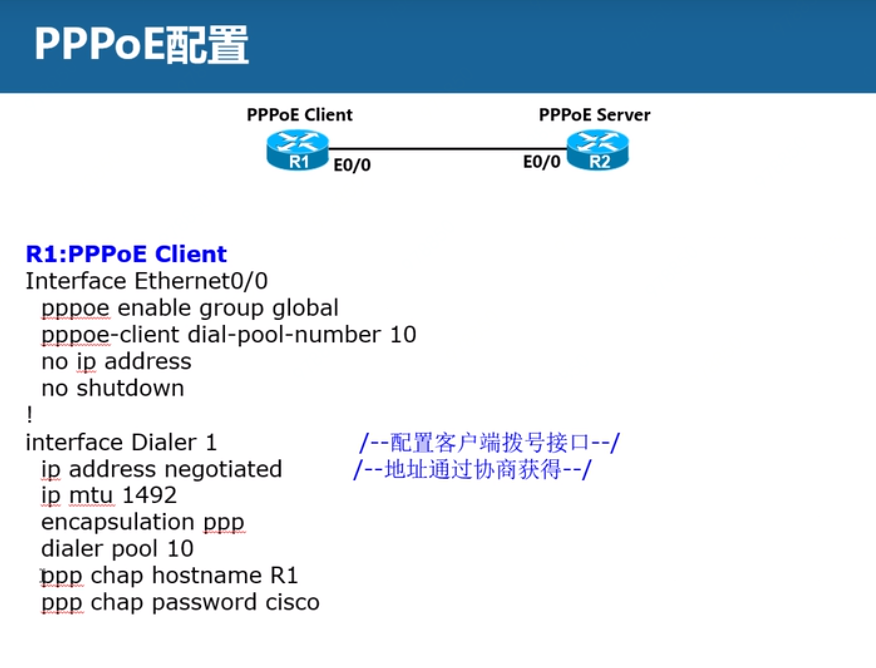 PPPoE配置
PPPoE Client
PPPoE Server
R1
E0/0
E0/0
R2
R1:PPPoE Client
Interface Ethernet0/0
pppoe enable group global
pppoe-client dial-pool-number 10
no ip address
no shutdown
!
interface Dialer 1 /--配置客户端拨号接口--/
ip address negotiated /--地址通过协商获得--/
ip mtu 1492
encapsulation ppp
dialer pool 10
ppp chap hostname R1
ppp chap password cisco